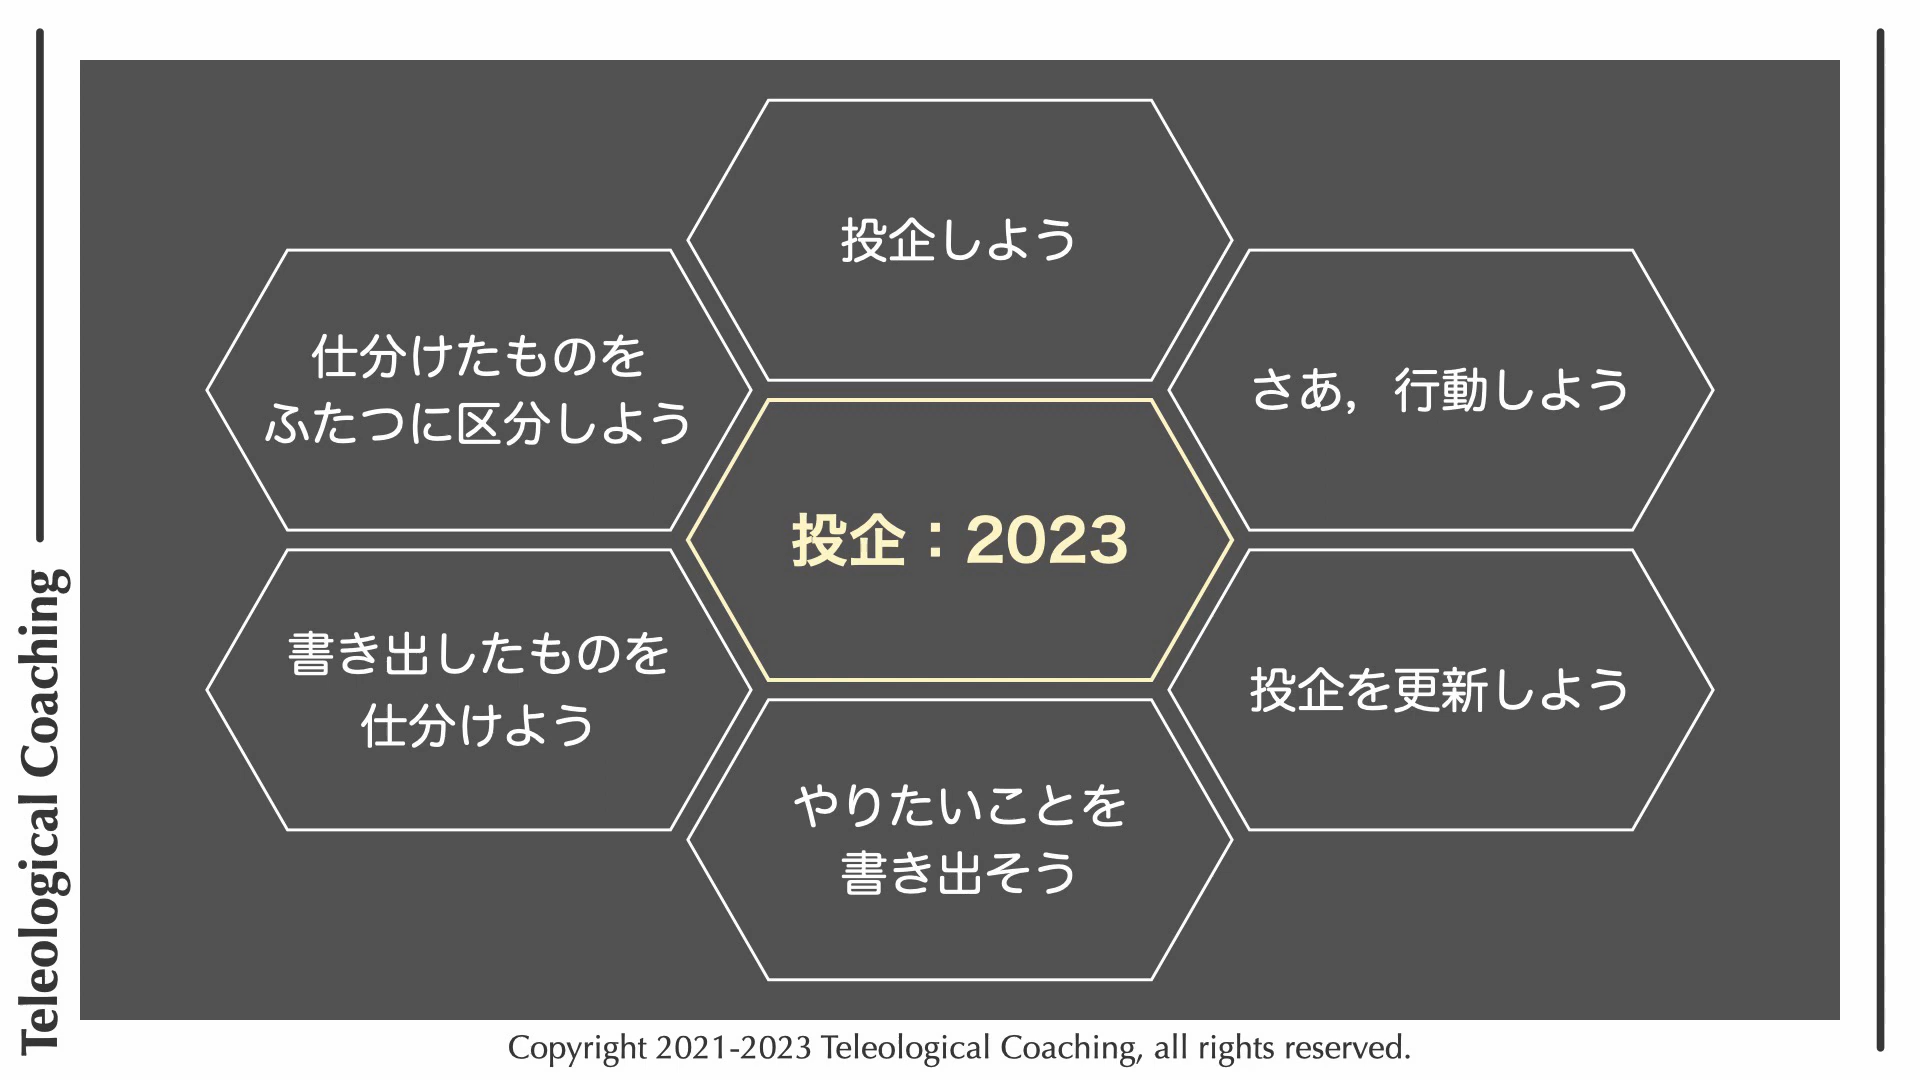 投企しよう
仕分けたものを
ふたつに区分しよう
さあ，行動しよう
投企：2023
書き出したものを
仕分けよう
投企を更新しよう
やりたいことを
書き出そう
Teleological Coaching
Copyright 2021-2023 Teleological Coaching, all rights reserved.